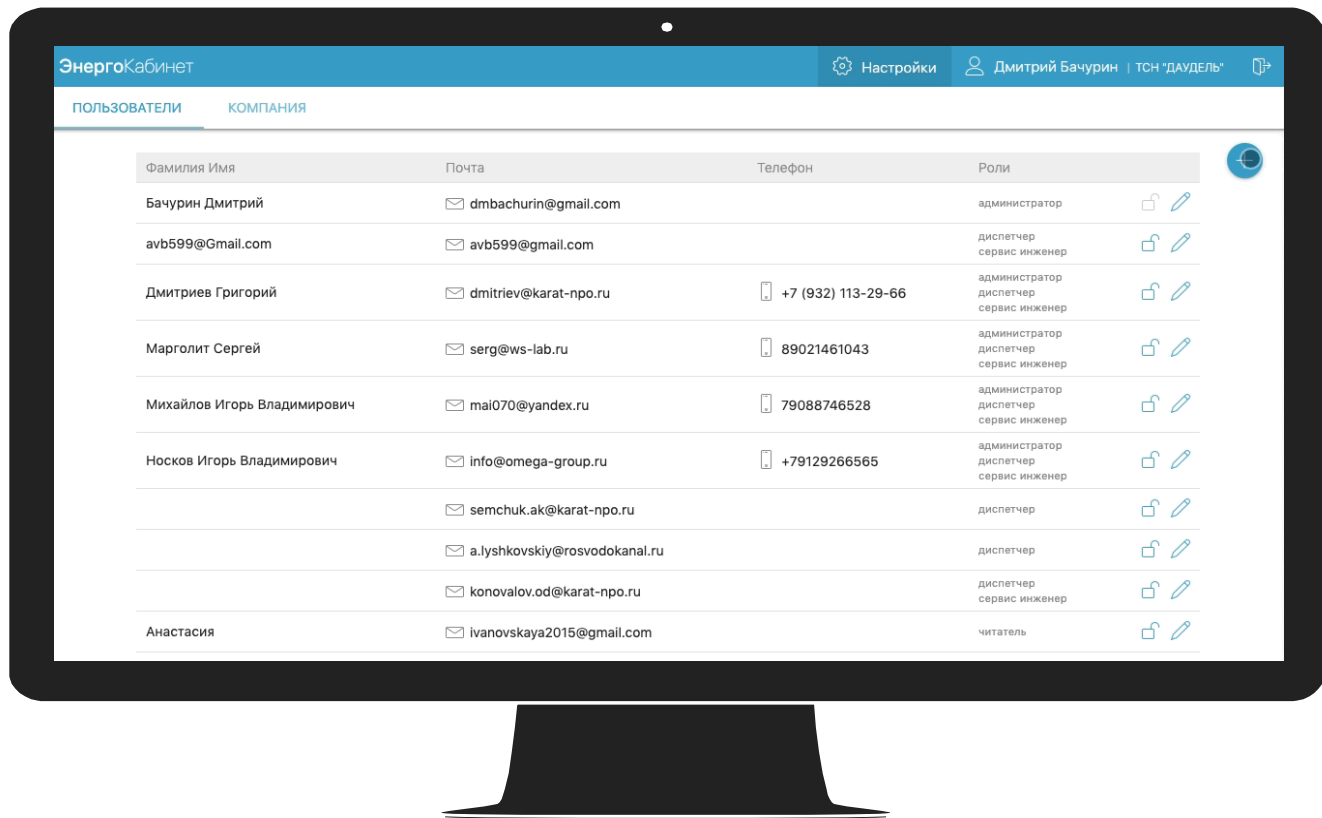 ЭнергоКабинет
Настройки
Дмитрий Бачурин | ТСН "ДАУДЕЛЬ"
ПОЛЬЗОВАТЕЛИ КОМПАНИЯ
Фамилия Имя Почта Телефон Роли
Бачурин Дмитрий dmbachurin@gmail.com администратор
avb599@Gmail.com avb599@gmail.com диспетчер
сервис инженер
Дмитриев Григорий dmitriev@karat-npo.ru +7 (932) 113-29-66 администратор
диспетчер
сервис инженер
Марголит Сергей serg@ws-lab.ru 89021461043 администратор
диспетчер
сервис инженер
Михайлов Игорь Владимирович mai070@yandex.ru 79088746528 администратор
диспетчер
сервис инженер
Носков Игорь Владимирович info@omega-group.ru +79129266565 администратор
диспетчер
сервис инженер
semchuk.ak@karat-npo.ru диспетчер
a.lyshkovskiy@rosvodokanal.ru диспетчер
konovalov.od@karat-npo.ru диспетчер
сервис инженер
Анастасия ivanovskaya2015@gmail.com читатель